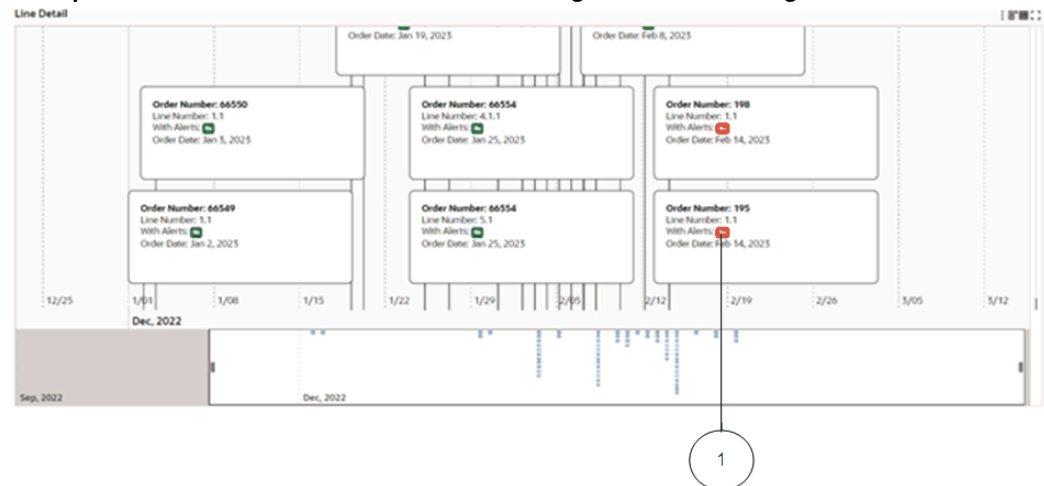 Line Detail
Order Date: Jan 19, 2023
Order Date: Feb 8, 2023
Order Number: 66550
Line Number: 1.1
With Alerts:
Order Date: Jan 3, 2023
Order Number: 66554
Line Number: 4.1.1
With Alerts:
Order Date: Jan 25, 2023
Order Number: 198
Line Number: 1.1
With Alerts:
Order Date: Feb 14, 2023
Order Number: 66549
Line Number: 1.1
With Alerts:
Order Date: Jan 2, 2023
Order Number: 66554
Line Number: 5.1
With Alerts:
Order Date: Jan 25, 2023
Order Number: 195
Line Number: 1.1
With Alerts:
Order Date: Feb 14, 2023
12/25 1/01 1/08 1/15 1/22 1/29 2/05 2/12 2/19 2/26 3/05 3/12
Dec, 2022
Sep, 2022 Dec, 2022
1